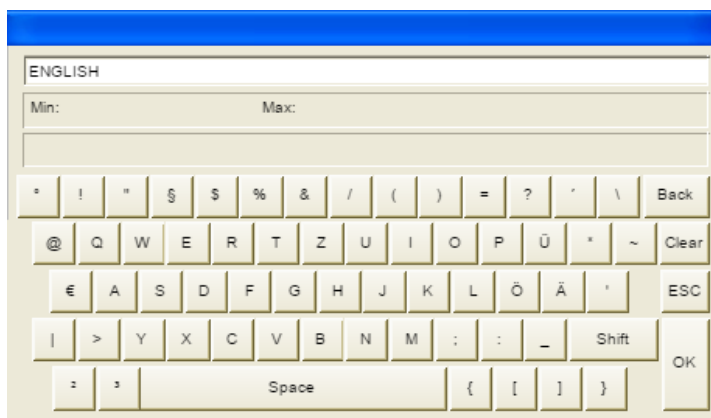 ENGLISH
Min: Max:
° ! " § $ % & / ( ) = ? ´ \ Back
@ Q W E R T Z U I O P Ü * ~ Clear
€ A S D F G H J K L Ö Ä ' ESC
| > Y X C V B N M ; : _ Shift
OK
² ³ Space { [ ] }